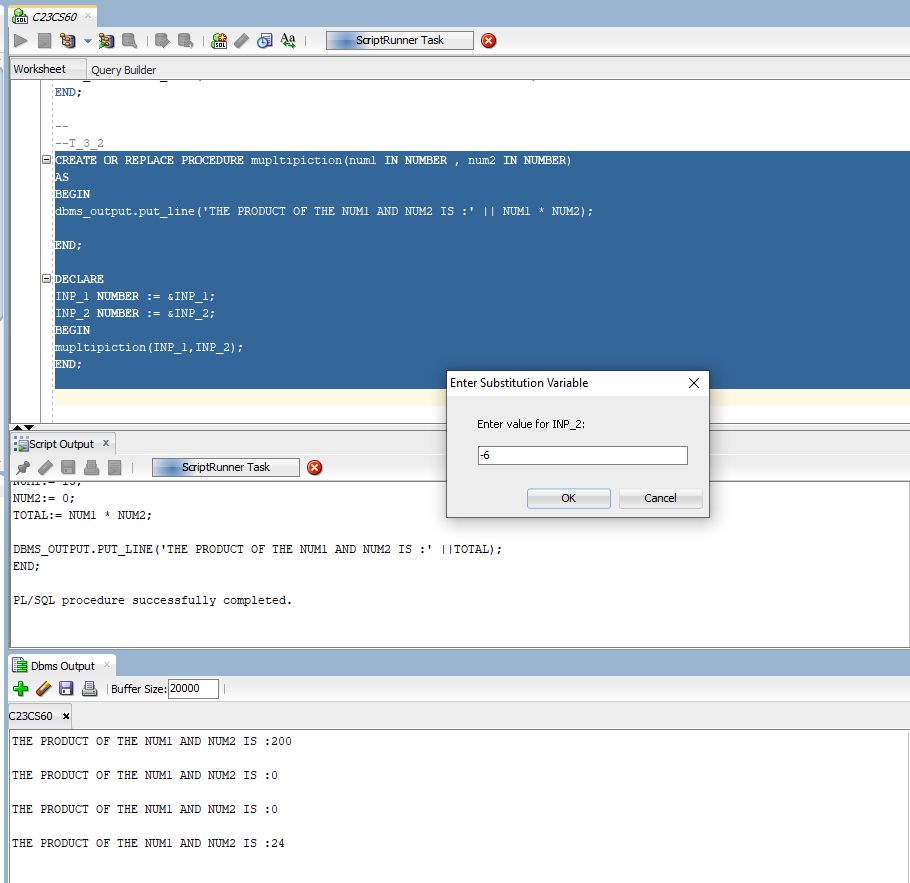 C23CS60
SQL
ScriptRunner Task
Worksheet
Query Builder
END;
--
--T_3_2
CREATE OR REPLACE PROCEDURE mupltipiction(num1 IN NUMBER , num2 IN NUMBER)
AS
BEGIN
dbms_output.put_line('THE PRODUCT OF THE NUM1 AND NUM2 IS :' || NUM1 * NUM2);
END;
DECLARE
INP_1 NUMBER := &INP_1;
INP_2 NUMBER := &INP_2;
BEGIN
mupltipiction(INP_1,INP_2);
END;
Enter Substitution Variable
Enter value for INP_2:
-6
OK
Cancel
Script Output
ScriptRunner Task
NUM2:= 0;
TOTAL:= NUM1 * NUM2;
DBMS_OUTPUT.PUT_LINE('THE PRODUCT OF THE NUM1 AND NUM2 IS :' ||TOTAL);
END;
PL/SQL procedure successfully completed.
Dbms Output
Buffer Size: 20000
C23CS60
THE PRODUCT OF THE NUM1 AND NUM2 IS :200
THE PRODUCT OF THE NUM1 AND NUM2 IS :0
THE PRODUCT OF THE NUM1 AND NUM2 IS :0
THE PRODUCT OF THE NUM1 AND NUM2 IS :24